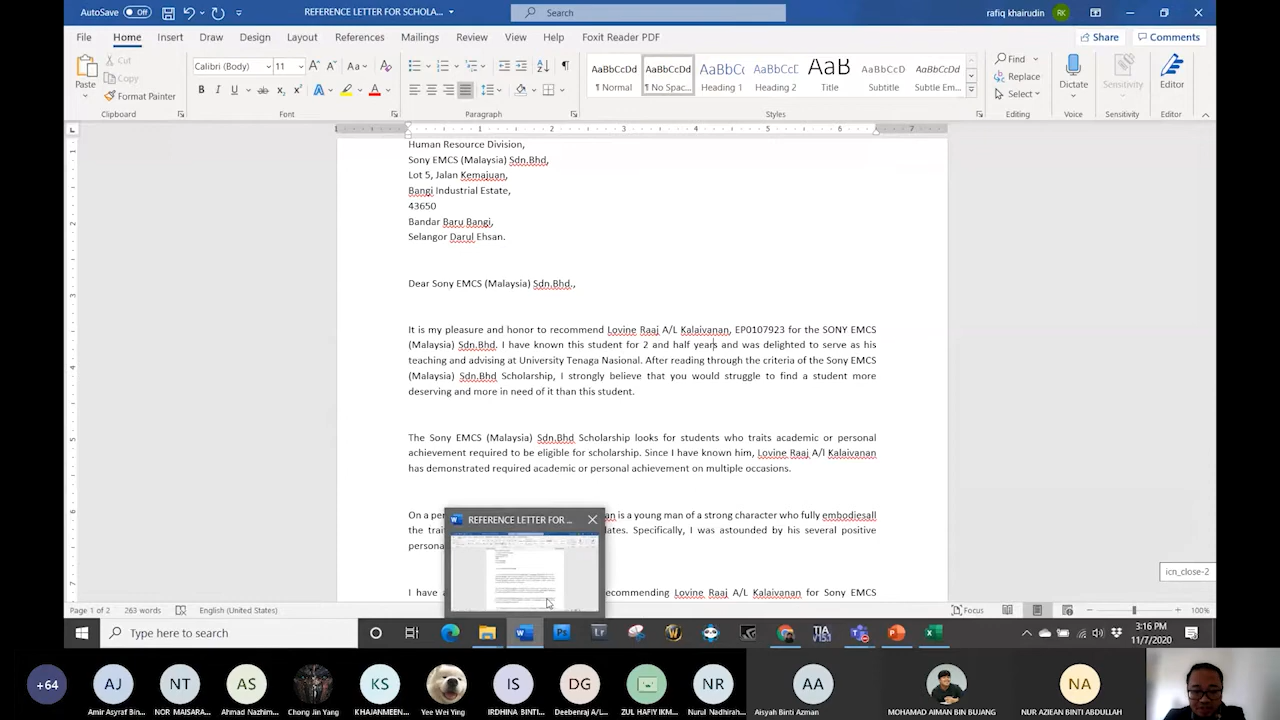 AutoSave Off REFERENCE LETTER FOR SCHOLA... Search rafiq khairudin RK
File Home Insert Draw Design Layout References Mailings Review View Help Foxit Reader PDF Share Comments
Paste Cut Copy Format Painter Clipboard
Calibri (Body) 11 Font
Paragraph
AaBbCcDd ¶ Normal AaBbCcDd ¶ No Spac... AaBbCc Heading 1 AaBbCcE Heading 2 AaB Title AaBbCcD Subtitle AaBbCcDd Subtle Em... Styles
Find Replace Select Editing
Dictate Voice
Sensitivity Sensitivity
Editor Editor
Human Resource Division,
Sony EMCS (Malaysia) Sdn.Bhd,
Lot 5, Jalan Kemajuan,
Bangi Industrial Estate,
43650
Bandar Baru Bangi,
Selangor Darul Ehsan.
Dear Sony EMCS (Malaysia) Sdn.Bhd.,
It is my pleasure and honor to recommend Lovine Raaj A/L Kalaivanan, EP0107923 for the SONY EMCS
(Malaysia) Sdn.Bhd. I have known this student for 2 and half years and was delighted to serve as his
teaching and advising at University Tenaga Nasional. After reading through the criteria of the Sony EMCS
(Malaysia) Sdn.Bhd Scholarship, I strongly believe that you would struggle to find a student more
deserving and more in need of it than this student.
The Sony EMCS (Malaysia) Sdn.Bhd Scholarship looks for students who traits academic or personal
achievement required to be eligible for scholarship. Since I have known him, Lovine Raaj A/l Kalaivanan
has demonstrated required academic or personal achievement on multiple occasions.
On a pe
an is a young man of a strong character who fully embodiesall
the trai
ates. Specifically, I was astounded by his several positive
persona
I have a
ecommending Lovine Raaj A/L Kalaivanan for Sony EMCS
REFERENCE LETTER FOR ...
icn_close-2
Page 1 of 2 263 words English (United States) Focus 100%
Type here to search
TIA
3:16 PM
11/7/2020
+64 AJ NT AS KS IS DG NR AA NA
Amir Asyraf Bin... NOR MAISARA... Ahmad Hashim... Chong Jin Yang KHAJANMEEN... Yee Wei Ying IRDHINA BINTI... Deebenraj A/L... ZUL HAFIY IKM... Nurul Nadhirah... Aisyah Binti Azman MOHAMAD AIMAN BIN BUJANG NUR AZIEAN BINTI ABDULLAH